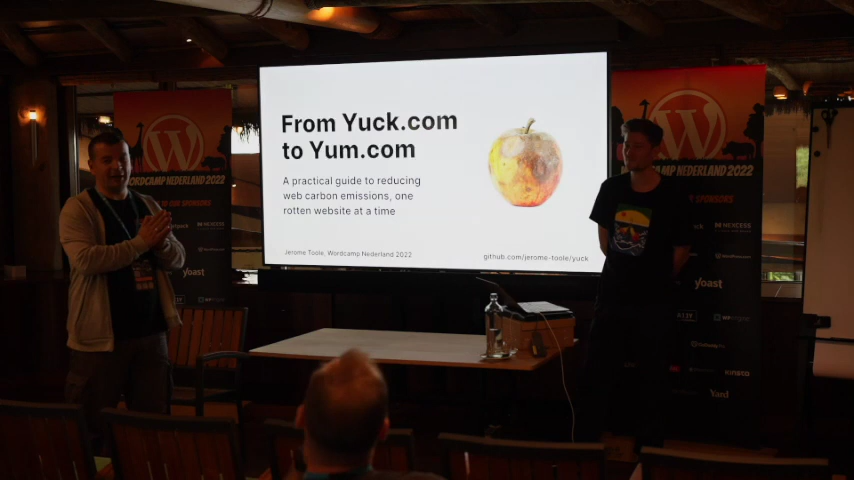 From Yuck.com
to Yum.com
A practical guide to reducing
web carbon emissions, one
rotten website at a time
Jerome Toole, Wordcamp Nederland 2022
github.com/jerome-toole/yuck
WORDCAMP NEDERLAND 2022
Yoast
WORDCAMP NEDERLAND 2022
SPONSORS
NEXCESS
Yoast
KINSTA
Yard